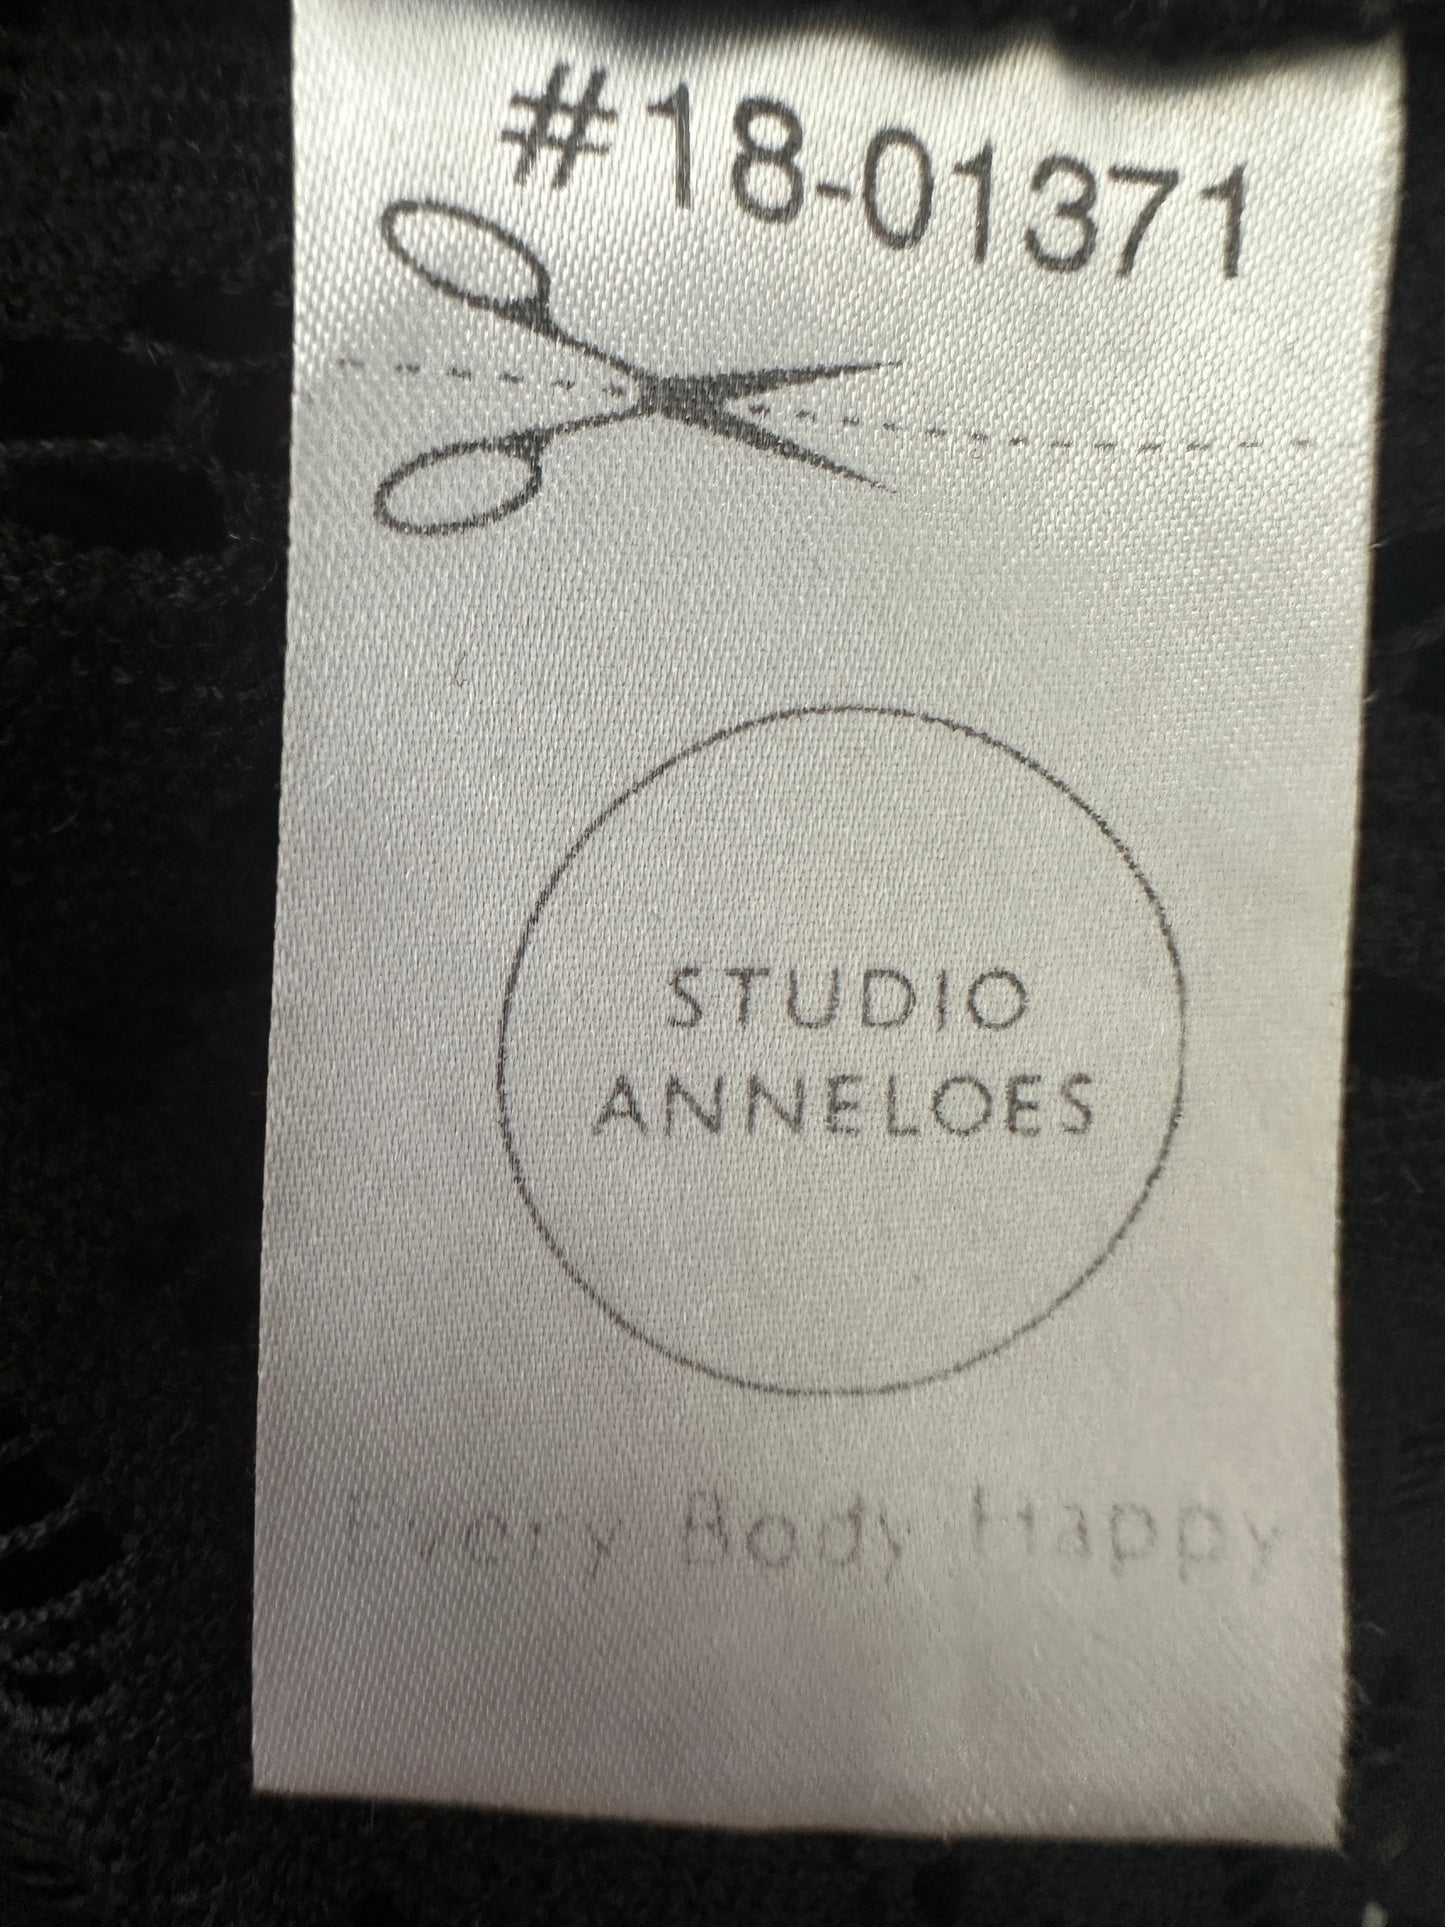 #18-01371
STUDIO
ANNELOES
Every Body Happy